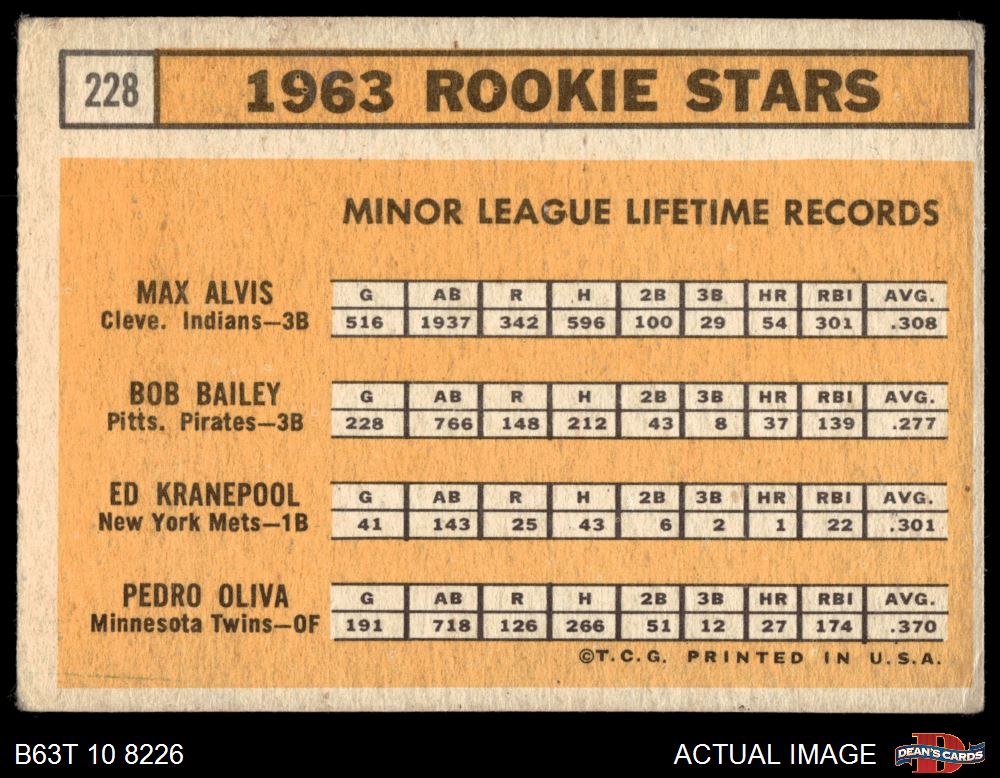 228 1963 ROOKIE STARS
MINOR LEAGUE LIFETIME RECORDS
MAX ALVIS
Cleve. Indians—3B
G AB R H 2B 3B HR RBI AVG.
516 1937 342 596 100 29 54 301 .308
BOB BAILEY
Pitts. Pirates—3B
G AB R H 2B 3B HR RBI AVG.
228 766 148 212 43 8 37 139 .277
ED KRANEPOOL
New York Mets—1B
G AB R H 2B 3B HR RBI AVG.
41 143 25 43 6 2 1 22 .301
PEDRO OLIVA
Minnesota Twins—OF
G AB R H 2B 3B HR RBI AVG.
191 718 126 266 51 12 27 174 .370
©T.C.G. PRINTED IN U.S.A.
B63T 10 8226 ACTUAL IMAGE D DEAN'S CARDS